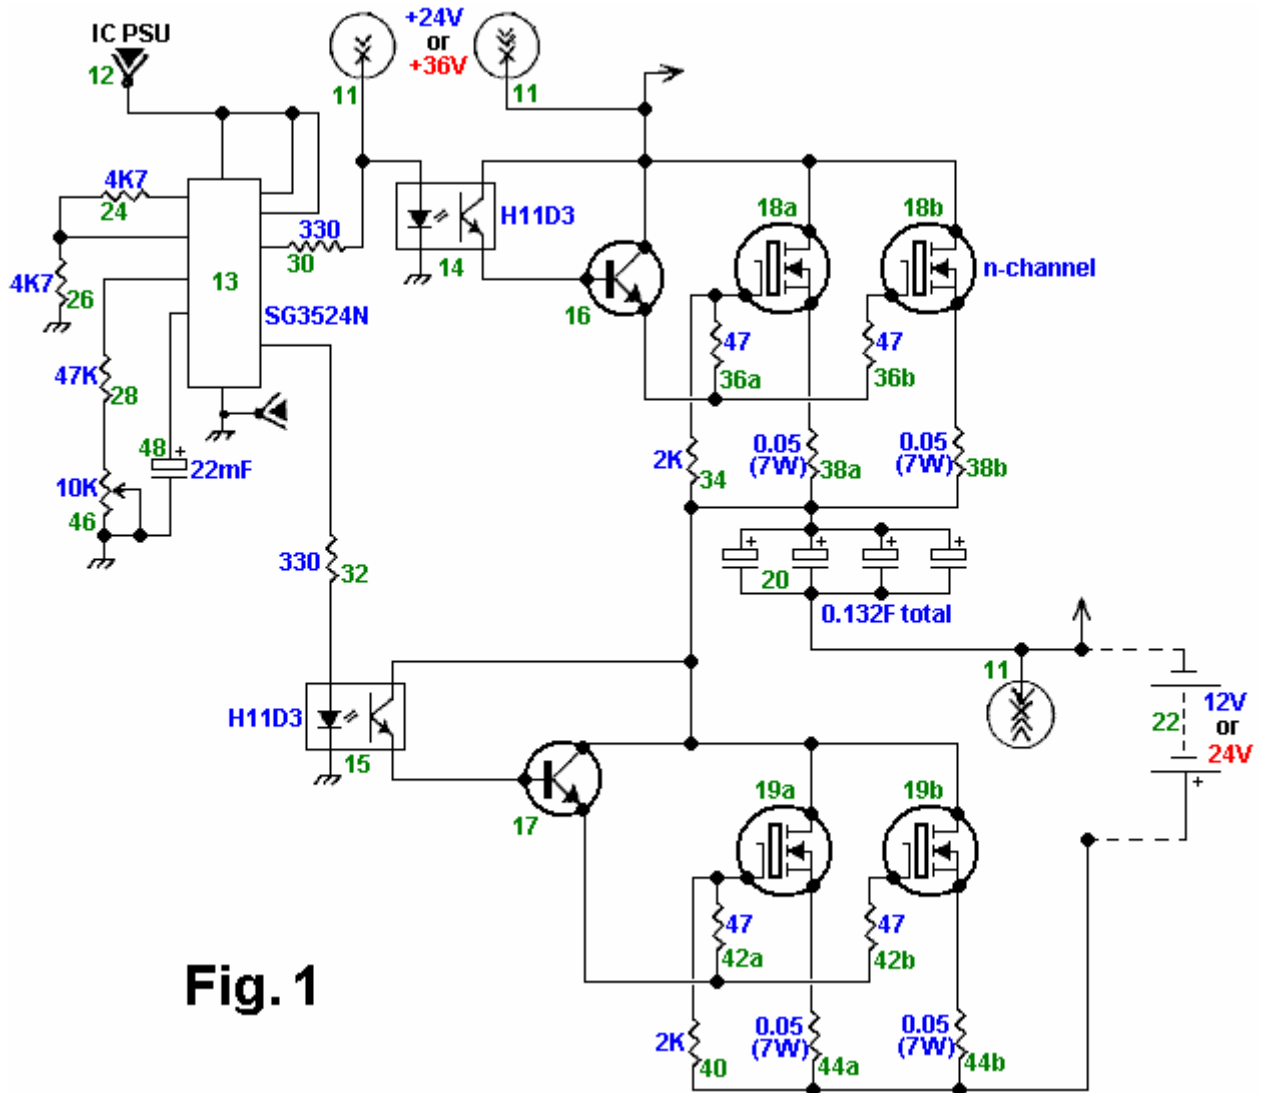 IC PSU
12
+24V
or
+36V
11
11
4K7
24
330
30
H11D3
14
18a
18b
n-channel
4K7
26
13
SG3524N
16
47
36a
47
36b
47K
28
48
+
22mF
10K
46
2K
34
0.05
(7W)
38a
0.05
(7W)
38b
330
32
+
+
+
+
20
0.132F total
11
12V
22
or
24V
+
H11D3
15
17
19a
19b
47
42a
47
42b
Fig. 1
2K
40
0.05
(7W)
44a
0.05
(7W)
44b